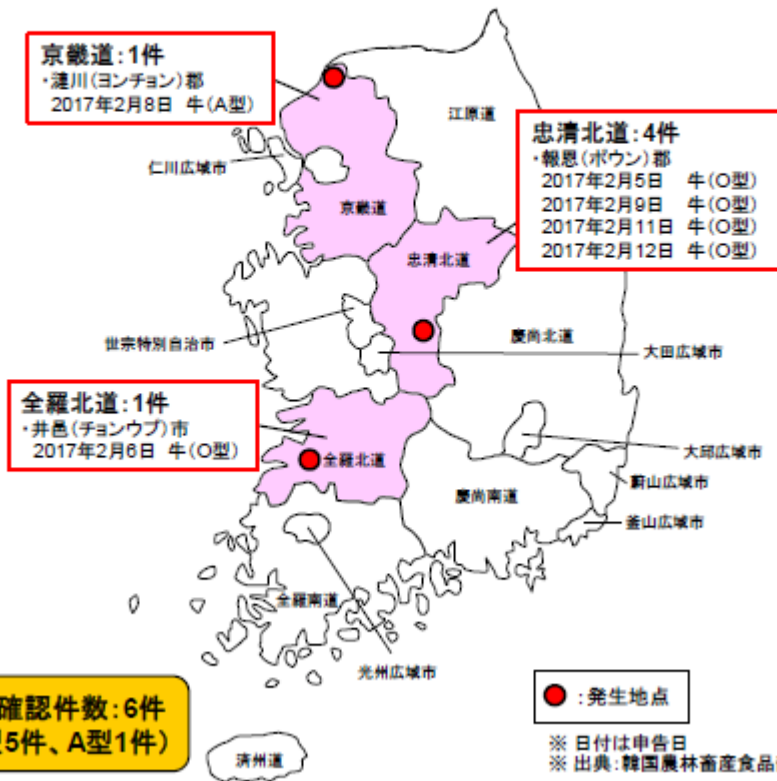 京畿道：1件
・漣川（ヨンチョン）郡
2017年2月8日 牛（A型）
江原道
忠清北道：4件
・報恩（ボウン）郡
2017年2月5日 牛（O型）
2017年2月9日 牛（O型）
2017年2月11日 牛（O型）
2017年2月12日 牛（O型）
仁川広域市
京畿道
忠清北道
世宗特別自治市
慶尚北道
大田広域市
全羅北道：1件
・井邑（チョンウプ）市
2017年2月6日 牛（O型）
全羅北道
大邱広域市
慶尚南道
蔚山広域市
釜山広域市
全羅南道
光州広域市
確認件数：6件
型5件、A型1件）
：発生地点
済州道
※ 日付は申告日
※ 出典：韓国農林畜産食品